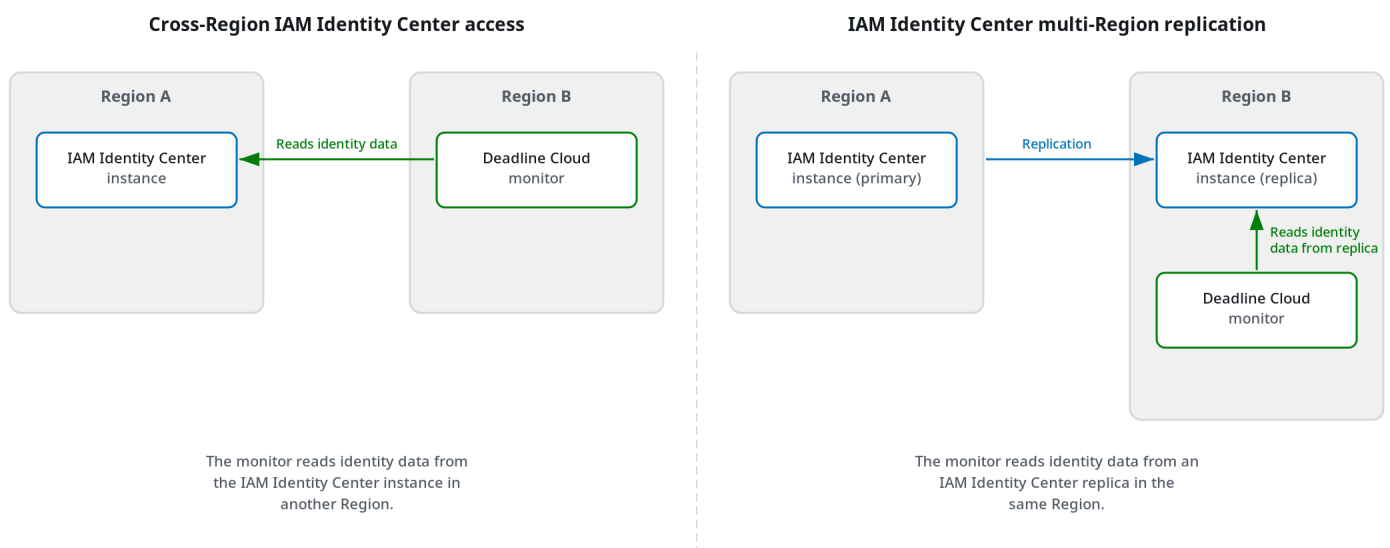 Cross-Region IAM Identity Center access
Region A
IAM Identity Center
instance
Reads identity data
Region B
Deadline Cloud
monitor
The monitor reads identity data from
the IAM Identity Center instance in
another Region.
IAM Identity Center multi-Region replication
Region A
IAM Identity Center
instance (primary)
Replication
Region B
IAM Identity Center
instance (replica)
Reads identity
data from replica
Deadline Cloud
monitor
The monitor reads identity data from an
IAM Identity Center replica in the
same Region.